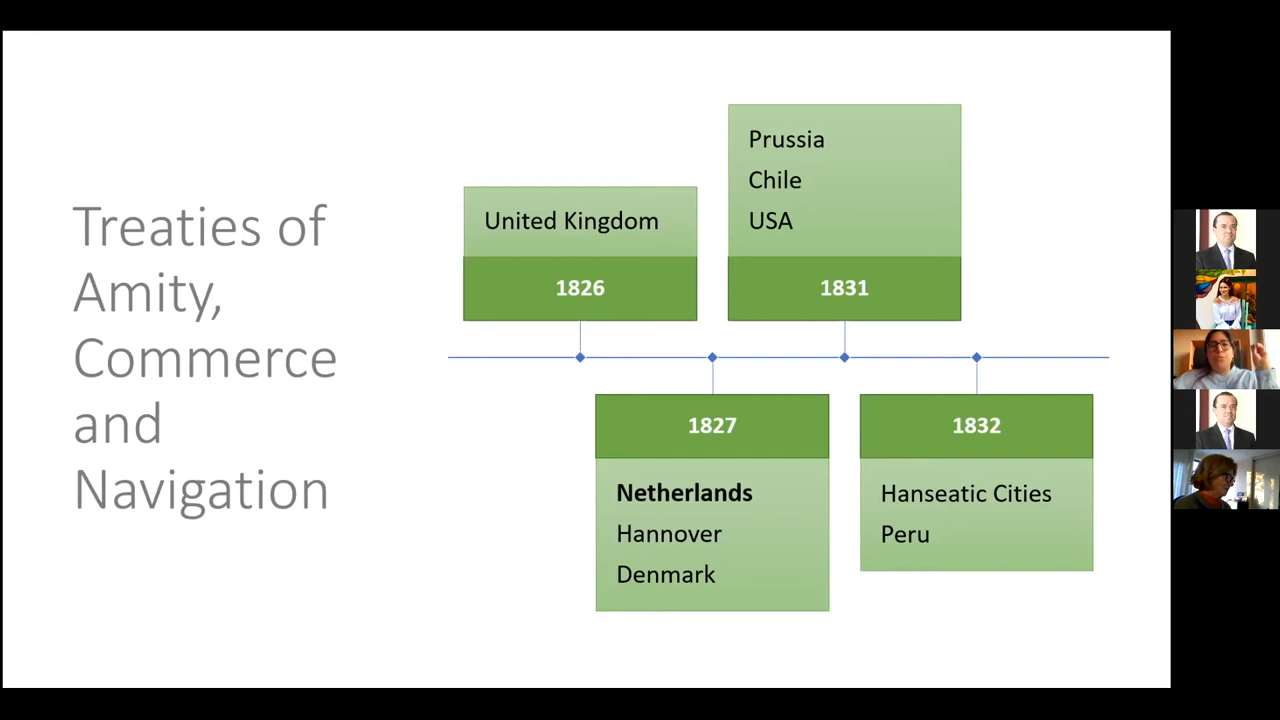 Treaties of
Amity,
Commerce
and
Navigation
United Kingdom
1826
1827
Netherlands
Hannover
Denmark
Prussia
Chile
USA
1831
1832
Hanseatic Cities
Peru